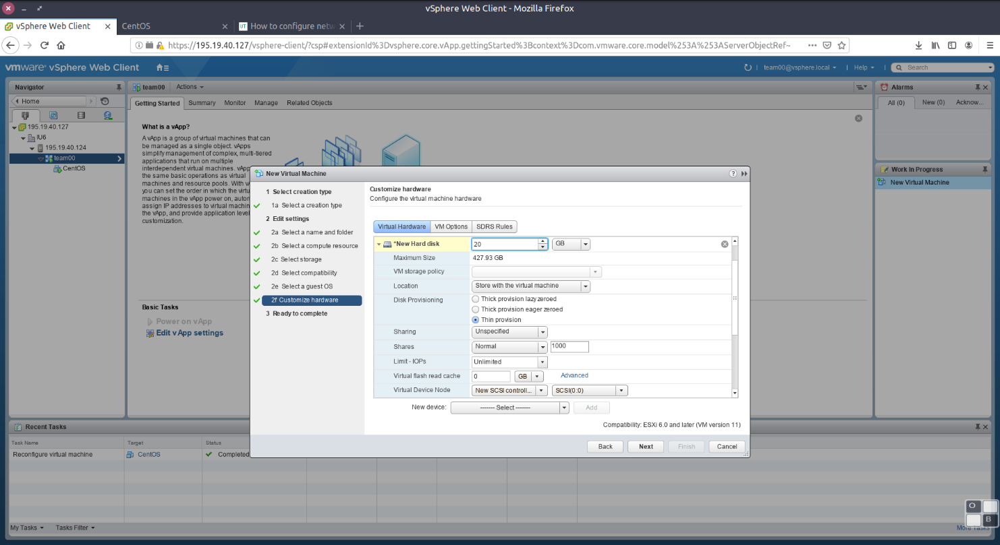 vSphere Web Client - Mozilla Firefox
vSphere Web Client
CentOS
UT How to configure netw
https://195.19.40.127/vsphere-client/?csp#extensionId%3Dvsphere.core.vApp.gettingStarted%3Bcontext%3Dcom.vmware.core.model%253A%253AServerObjectRef~
vmware® vSphere Web Client
team00@vsphere.local
Help
Search
Navigator
team00
Actions
Alarms
Home
Getting Started
Summary
Monitor
Manage
Related Objects
All (0)
New (0)
Acknow...
195.19.40.127
IU6
195.19.40.124
team00
CentOS
What is a vApp?
A vApp is a group of virtual machines that can
be managed as a single object. vApps
simplify management of complex, multi-tiered
applications that run on multiple
interdependent virtual machines. vApp
the same basic operations as virtual
machines and resource pools. With v
you can set the order in which the virtu
machines in the vApp power on, autom
assign IP addresses to virtual machin
the vApp, and provide application level
customization.
Basic Tasks
Power on vApp
Edit vApp settings
Work In Progress
New Virtual Machine
New Virtual Machine
?
1 Select creation type
1a Select a creation type
2 Edit settings
2a Select a name and folder
2b Select a compute resource
2c Select storage
2d Select compatibility
2e Select a guest OS
2f Customize hardware
3 Ready to complete
Customize hardware
Configure the virtual machine hardware
Virtual Hardware
VM Options
SDRS Rules
*New Hard disk
20
GB
Maximum Size
427.93 GB
VM storage policy
Location
Store with the virtual machine
Disk Provisioning
Thick provision lazy zeroed
Thick provision eager zeroed
Thin provision
Sharing
Unspecified
Shares
Normal
1000
Limit - IOPs
Unlimited
Virtual flash read cache
0
GB
Advanced
Virtual Device Node
New SCSI controll...
SCSI(0:0)
New device:
------- Select -------
Add
Compatibility: ESXi 6.0 and later (VM version 11)
Back
Next
Finish
Cancel
Recent Tasks
Task Name
Target
Status
Reconfigure virtual machine
CentOS
Completed
My Tasks
Tasks Filter
More Tasks
O
B